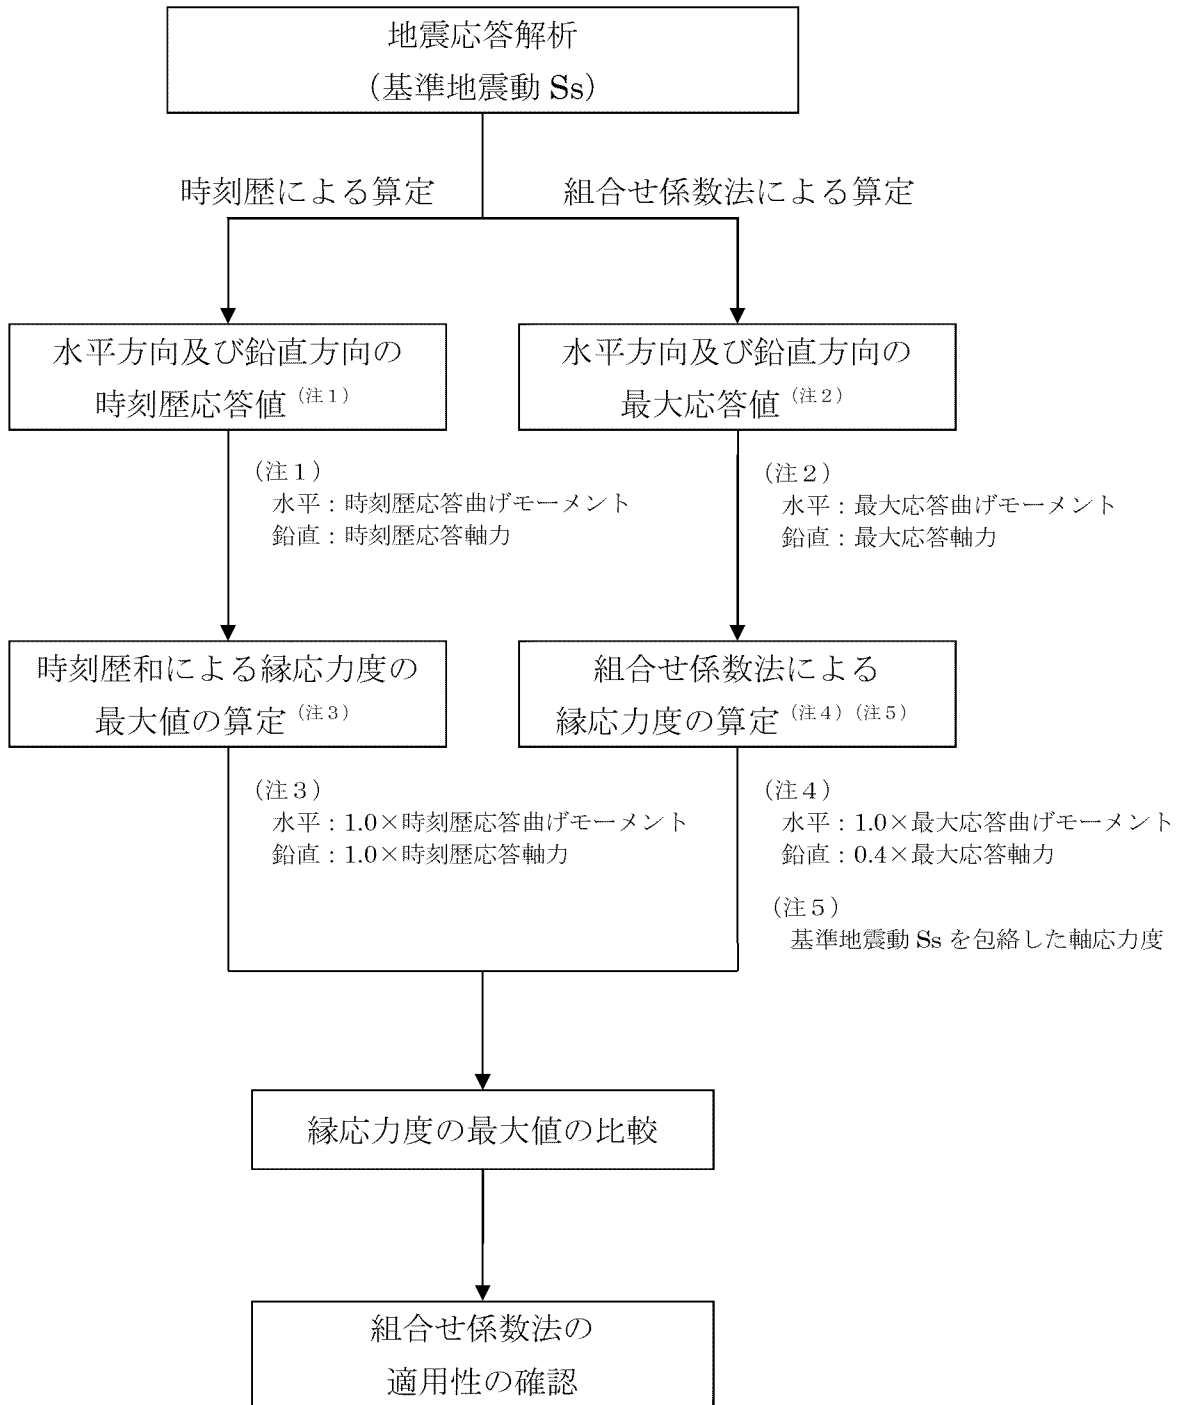 地震応答解析
（基準地震動 Ss）
時刻歴による算定
組合せ係数法による算定
水平方向及び鉛直方向の
時刻歴応答値（注１）
水平方向及び鉛直方向の
最大応答値（注２）
（注１）
水平：時刻歴応答曲げモーメント
鉛直：時刻歴応答軸力
（注２）
水平：最大応答曲げモーメント
鉛直：最大応答軸力
時刻歴和による縁応力度の
最大値の算定（注３）
組合せ係数法による
縁応力度の算定（注４）（注５）
（注３）
水平：1.0×時刻歴応答曲げモーメント
鉛直：1.0×時刻歴応答軸力
（注４）
水平：1.0×最大応答曲げモーメント
鉛直：0.4×最大応答軸力
（注５）
基準地震動 Ss を包絡した軸応力度
縁応力度の最大値の比較
組合せ係数法の
適用性の確認